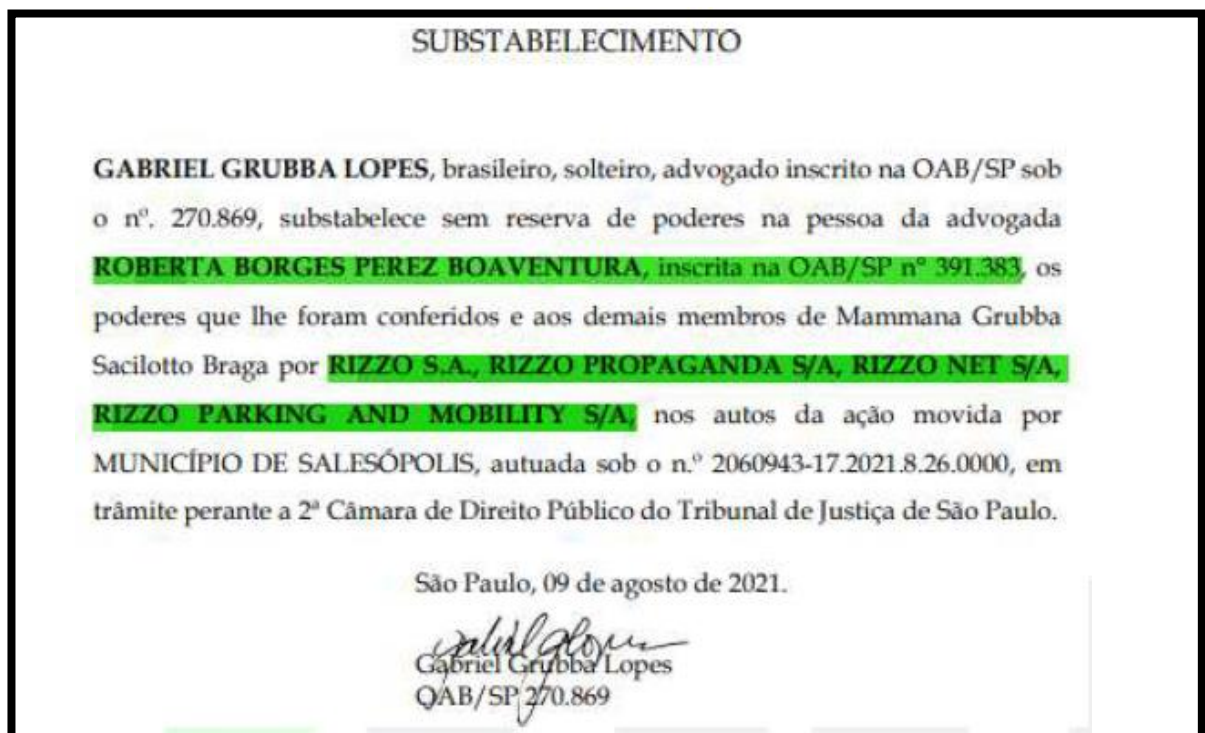 SUBSTABELECIMENTO
GABRIEL GRUBBA LOPES, brasileiro, solteiro, advogado inscrito na OAB/SP sob
o nº. 270.869, substabelece sem reserva de poderes na pessoa da advogada
ROBERTA BORGES PEREZ BOAVENTURA, inscrita na OAB/SP nº 391.383, os
poderes que lhe foram conferidos e aos demais membros de Mammana Grubba
Sacilotto Braga por RIZZO S.A., RIZZO PROPAGANDA S/A, RIZZO NET S/A,
RIZZO PARKING AND MOBILITY S/A, nos autos da ação movida por
MUNICÍPIO DE SALESÓPOLIS, autuada sob o n.º 2060943-17.2021.8.26.0000, em
trâmite perante a 2ª Câmara de Direito Público do Tribunal de Justiça de São Paulo.
São Paulo, 09 de agosto de 2021.
Gabriel Grubba Lopes
OAB/SP 270.869